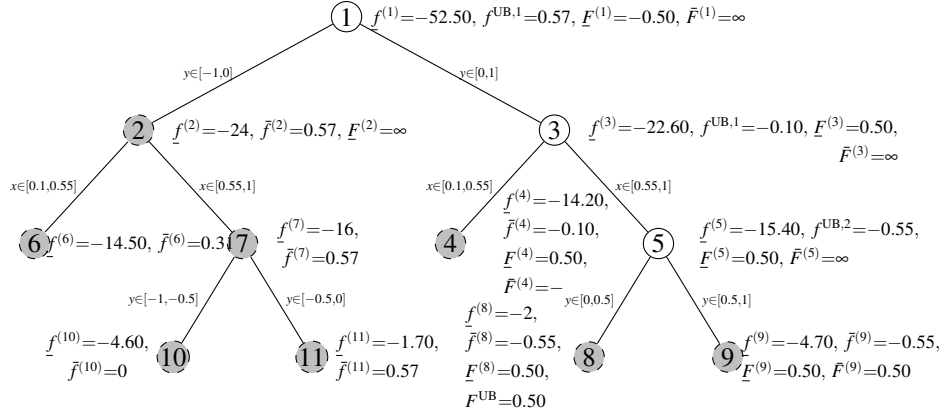 1
f̲⁽¹⁾=−52.50, f^UB,1=0.57, F̲⁽¹⁾=−0.50, F̄⁽¹⁾=∞
y∈[−1,0]
y∈[0,1]
2
f̲⁽²⁾=−24, f̄⁽²⁾=0.57, F̲⁽²⁾=∞
3
f̲⁽³⁾=−22.60, f^UB,1=−0.10, F̲⁽³⁾=0.50,
F̄⁽³⁾=∞
x∈[0.1,0.55]
x∈[0.55,1]
x∈[0.1,0.55]
x∈[0.55,1]
6
f̲⁽⁶⁾=−14.50, f̄⁽⁶⁾=0.31
7
f̲⁽⁷⁾=−16,
f̄⁽⁷⁾=0.57
4
f̲⁽⁴⁾=−14.20,
f̄⁽⁴⁾=−0.10,
F̲⁽⁴⁾=0.50,
F̄⁽⁴⁾=−
5
f̲⁽⁵⁾=−15.40, f^UB,2=−0.55,
F̲⁽⁵⁾=0.50, F̄⁽⁵⁾=∞
y∈[−1,−0.5]
y∈[−0.5,0]
y∈[0,0.5]
y∈[0.5,1]
f̲⁽¹⁰⁾=−4.60,
f̄⁽¹⁰⁾=0
10
11
f̲⁽¹¹⁾=−1.70,
f̄⁽¹¹⁾=0.57
f̲⁽⁸⁾=−2,
f̄⁽⁸⁾=−0.55,
F̲⁽⁸⁾=0.50,
F^UB=0.50
8
9
f̲⁽⁹⁾=−4.70, f̄⁽⁹⁾=−0.55,
F̲⁽⁹⁾=0.50, F̄⁽⁹⁾=0.50